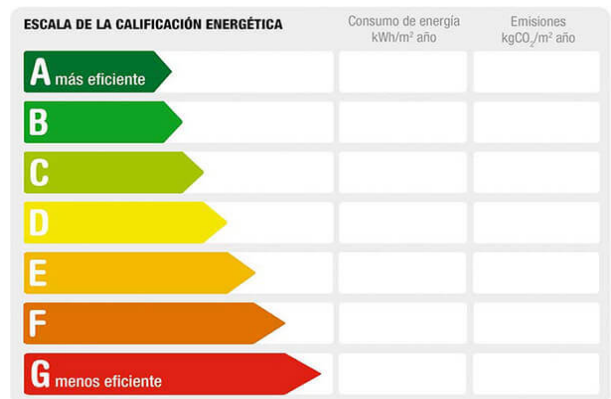 ESCALA DE LA CALIFICACIÓN ENERGÉTICA
Consumo de energía
kWh/m² año
Emisiones
kgCO₂/m² año
A más eficiente
B
C
D
E
F
G menos eficiente